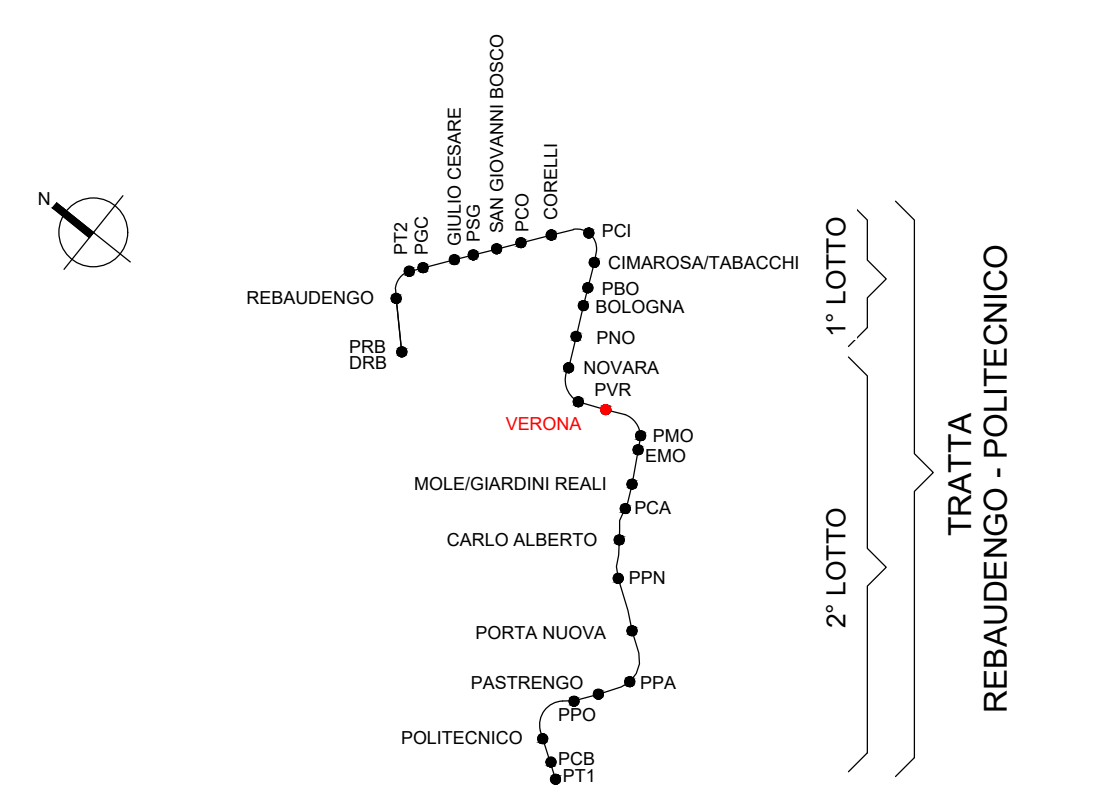 N
PT2
PGC
GIULIO CESARE
PSG
SAN GIOVANNI BOSCO
PCO
CORELLI
PCI
CIMAROSA/TABACCHI
REBAUDENGO
PBO
BOLOGNA
PRB
DRB
PNO
NOVARA
PVR
VERONA
PMO
EMO
MOLE/GIARDINI REALI
PCA
CARLO ALBERTO
PPN
PORTA NUOVA
PASTRENGO
PPA
PPO
POLITECNICO
PCB
PT1
1° LOTTO
2° LOTTO
TRATTA
REBAUDENGO - POLITECNICO